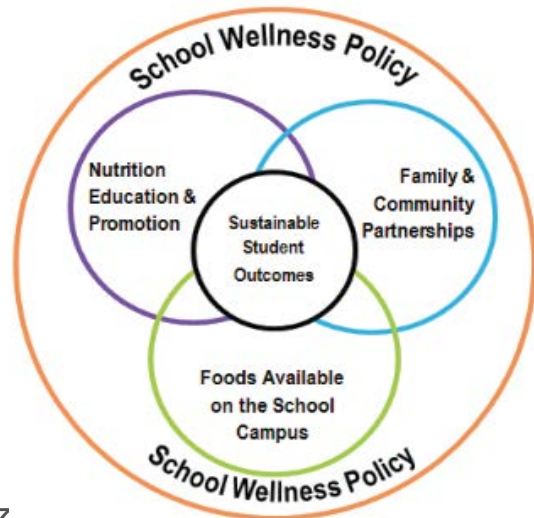 School Wellness Policy
Nutrition
Education &
Promotion
Family &
Community
Partnerships
Sustainable
Student
Outcomes
Foods Available
on the School
Campus
School Wellness Policy